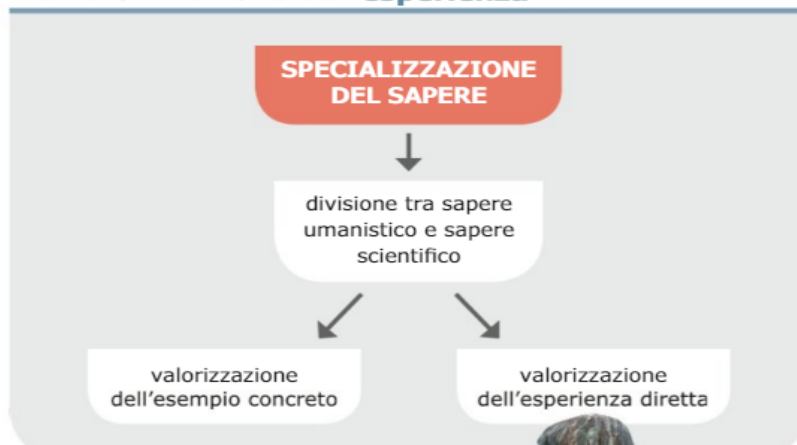 SPECIALIZZAZIONE
DEL SAPERE
divisione tra sapere
umanistico e sapere
scientifico
valorizzazione
dell'esempio concreto
valorizzazione
dell'esperienza diretta